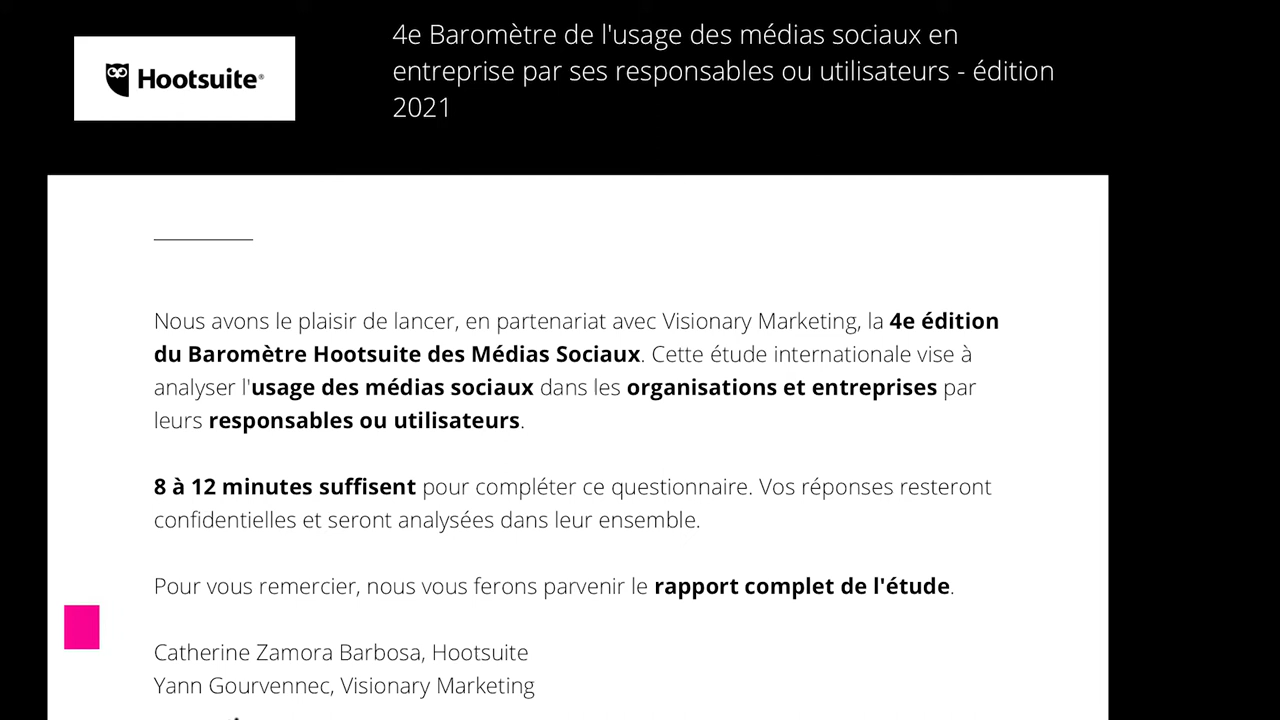 Hootsuite®
4e Baromètre de l'usage des médias sociaux en
entreprise par ses responsables ou utilisateurs - édition
2021
Nous avons le plaisir de lancer, en partenariat avec Visionary Marketing, la 4e édition
du Baromètre Hootsuite des Médias Sociaux. Cette étude internationale vise à
analyser l'usage des médias sociaux dans les organisations et entreprises par
leurs responsables ou utilisateurs.
8 à 12 minutes suffisent pour compléter ce questionnaire. Vos réponses resteront
confidentielles et seront analysées dans leur ensemble.
Pour vous remercier, nous vous ferons parvenir le rapport complet de l'étude.
Catherine Zamora Barbosa, Hootsuite
Yann Gourvennec, Visionary Marketing